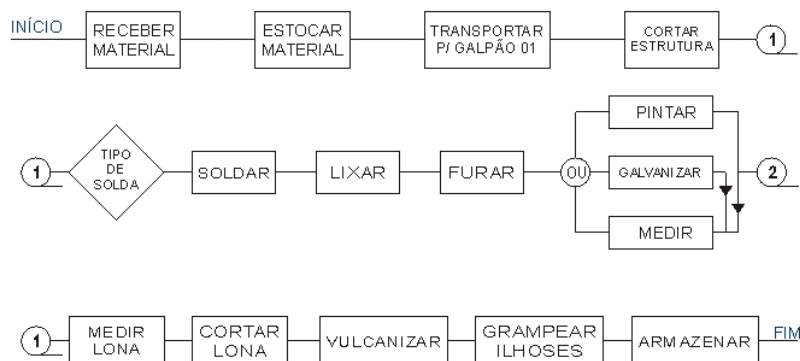 INÍCIO
RECEBER
MATERIAL
ESTOCAR
MATERIAL
TRANSPORTAR
P/ GALPÃO 01
CORTAR
ESTRUTURA
1
1
TIPO
DE
SOLDA
SOLDAR
LIXAR
FURAR
OU
PINTAR
GALVANIZAR
MEDIR
2
1
MEDIR
LONA
CORTAR
LONA
VULCANIZAR
GRAMPEAR
ILHOSES
ARMAZENAR
FIM